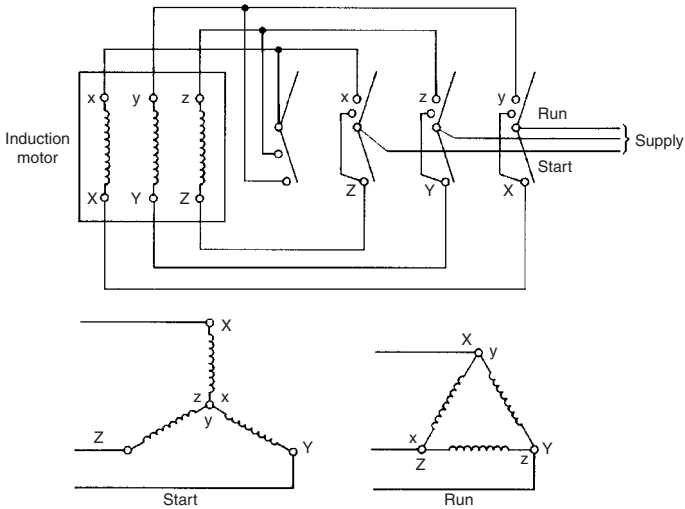 x y z x z y
Run
Induction
motor
Supply
Start
X Y Z Z Y X
X
z x
y
Z
Y
Start
X y
x
Z
z
Y
Run